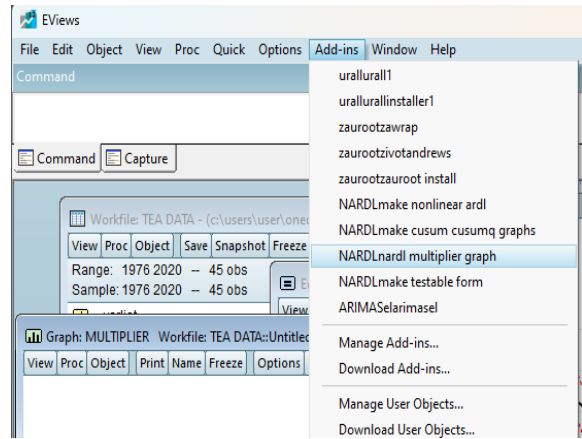 EViews
File Edit Object View Proc Quick Options Add-ins Window Help
Command
urallurall1
urallurallinstaller1
zaurootzawrap
zaurootzivotandrews
zaurootzauroot install
NARDLmake nonlinear ardl
NARDLmake cusum cusumq graphs
NARDLnardl multiplier graph
NARDLmake testable form
ARIMASelarimasel
Manage Add-ins...
Download Add-ins...
Manage User Objects...
Download User Objects...
Command Capture
Workfile: TEA DATA - (c:\users\user\oned
View Proc Object Save Snapshot Freeze
Range: 1976 2020 -- 45 obs
Sample: 1976 2020 -- 45 obs
View
Graph: MULTIPLIER Workfile: TEA DATA::Untitled
View Proc Object Print Name Freeze Options